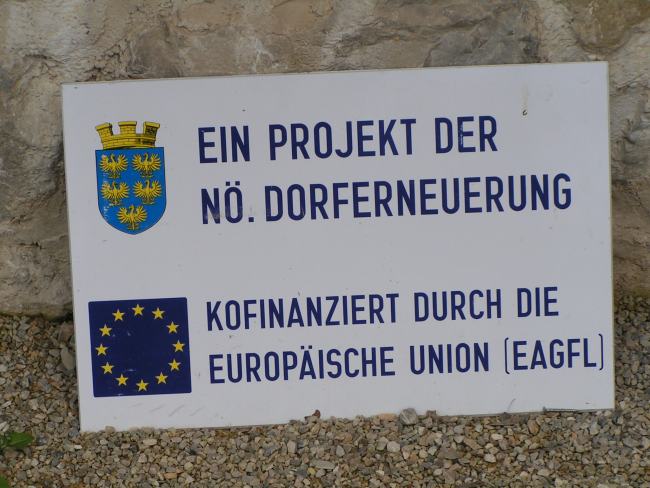 EIN PROJEKT DER
NÖ. DORFERNEUERUNG
KOFINANZIERT DURCH DIE
EUROPÄISCHE UNION (EAGFL)